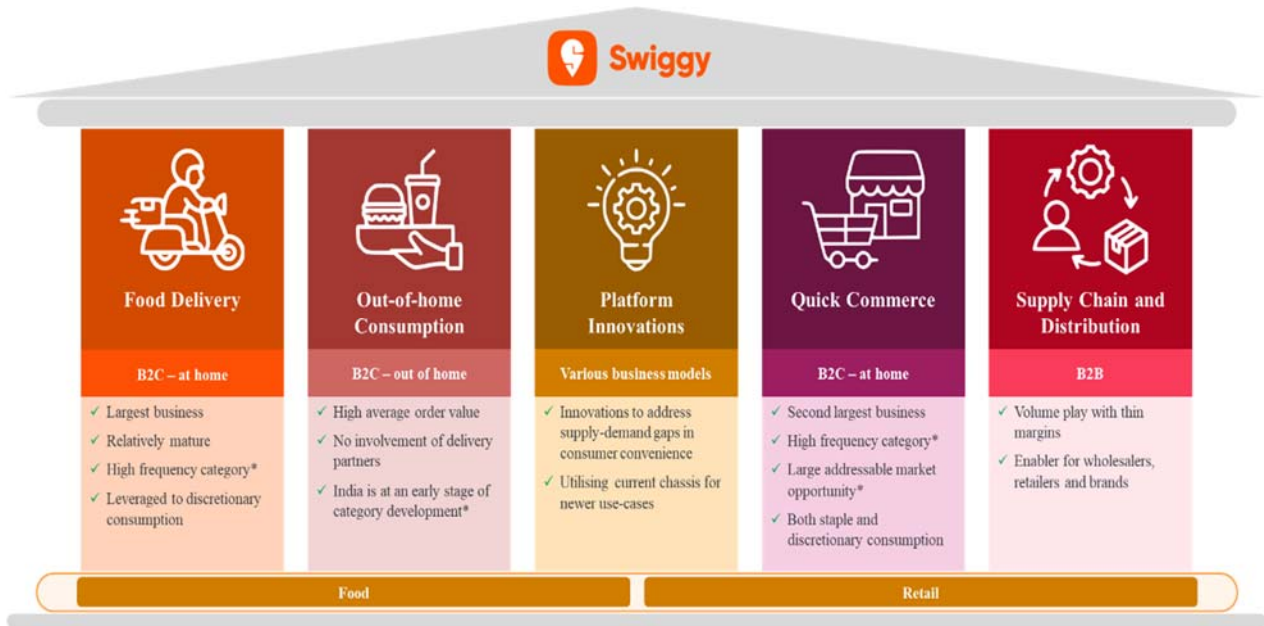 Swiggy
Food Delivery
B2C – at home
✓ Largest business
✓ Relatively mature
✓ High frequency category*
✓ Leveraged to discretionary
consumption
Out-of-home
Consumption
B2C – out of home
✓ High average order value
✓ No involvement of delivery
partners
✓ India is at an early stage of
category development*
Platform
Innovations
Various business models
✓ Innovations to address
supply-demand gaps in
consumer convenience
✓ Utilising current chassis for
newer use-cases
Quick Commerce
B2C – at home
✓ Second largest business
✓ High frequency category*
✓ Large addressable market
opportunity*
✓ Both staple and
discretionary consumption
Supply Chain and
Distribution
B2B
✓ Volume play with thin
margins
✓ Enabler for wholesalers,
retailers and brands
Food
Retail